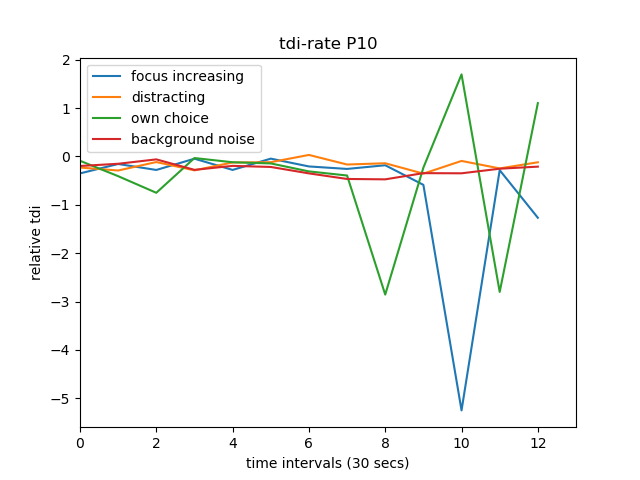 tdi-rate P10
focus increasing
distracting
own choice
background noise
2
1
0
−1
−2
−3
−4
−5
relative tdi
0 2 4 6 8 10 12
time intervals (30 secs)